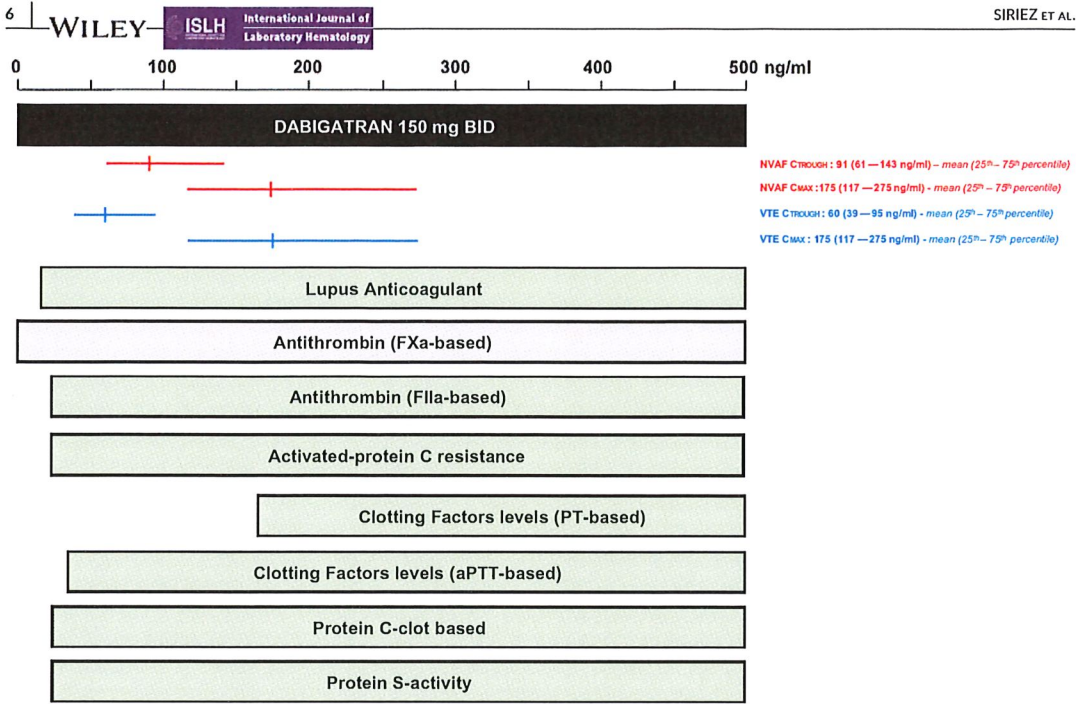 6
WILEY
ISLH
International Journal of
Laboratory Hematology
SIRIEZ ET AL.
0 100 200 300 400 500 ng/ml
DABIGATRAN 150 mg BID
NVAF CTROUGH : 91 (61 —143 ng/ml) – mean (25th – 75th percentile)
NVAF CMAX :175 (117 —275 ng/ml) - mean (25th – 75th percentile)
VTE CTROUGH : 60 (39 —95 ng/ml) - mean (25th – 75th percentile)
VTE CMAX : 175 (117 —275 ng/ml) - mean (25th – 75th percentile)
Lupus Anticoagulant
Antithrombin (FXa-based)
Antithrombin (FIIa-based)
Activated-protein C resistance
Clotting Factors levels (PT-based)
Clotting Factors levels (aPTT-based)
Protein C-clot based
Protein S-activity